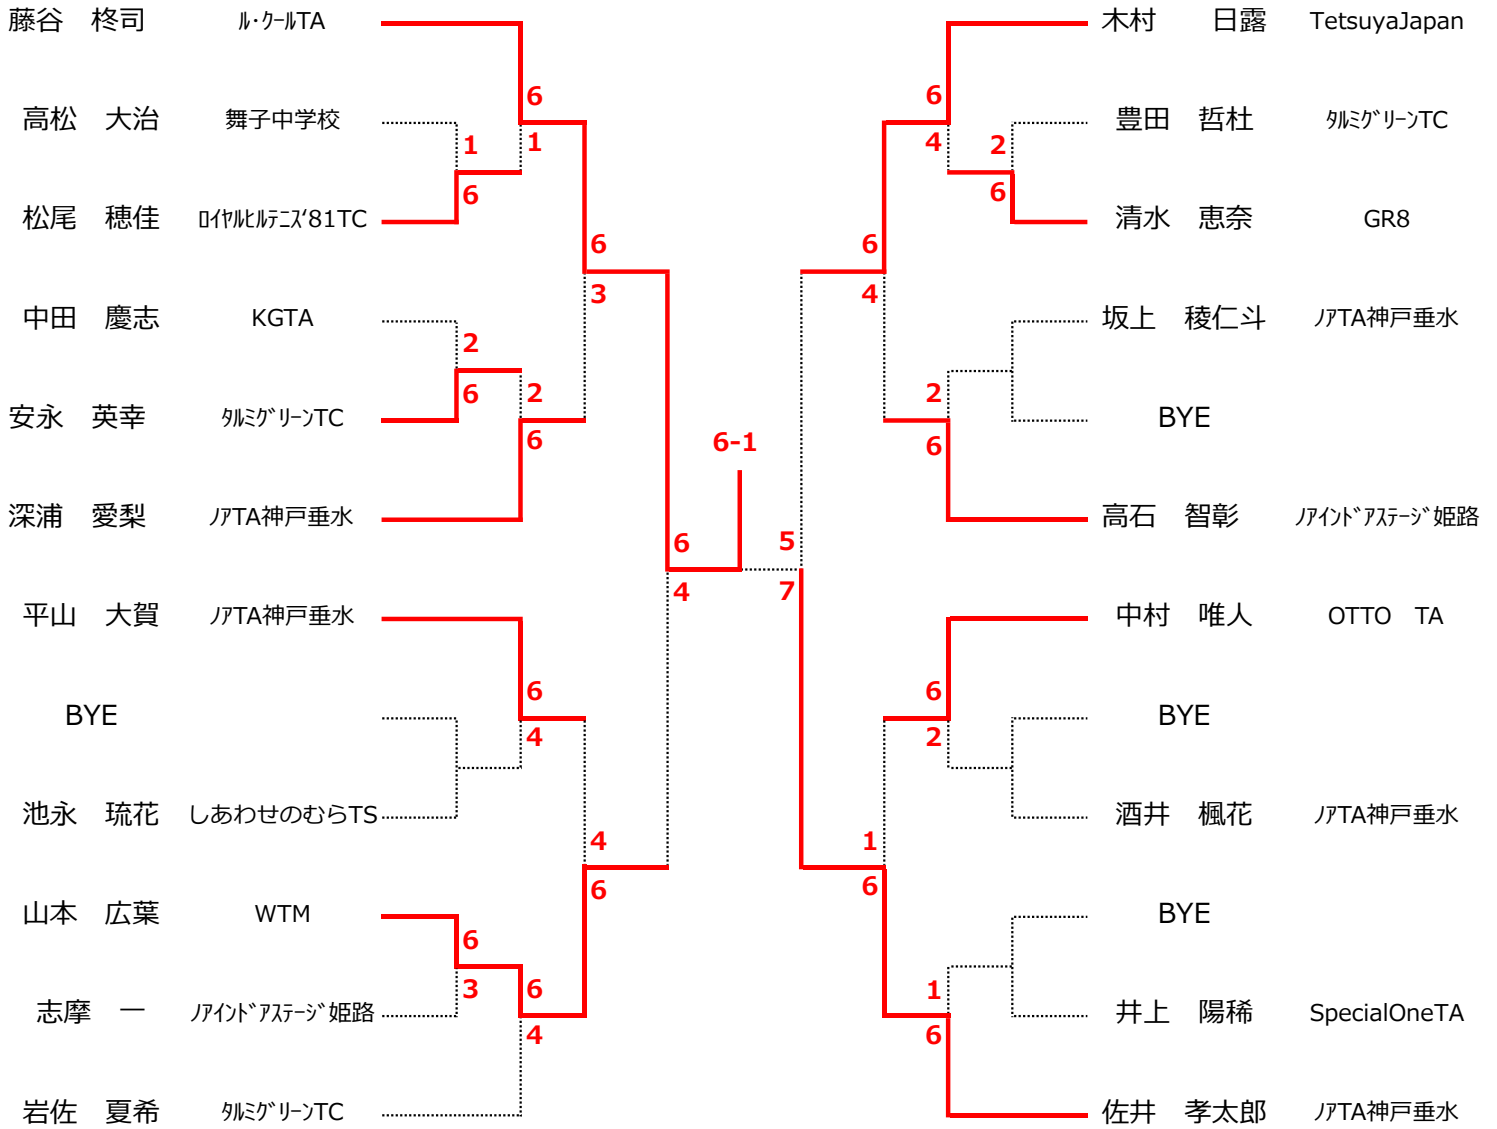 藤谷　柊司 ﾙ･ｸｰﾙTA
6
高松　大治 舞子中学校
1 1
6
松尾　穂佳 ﾛｲﾔﾙﾋﾙﾃﾆｽ‘81TC
6
3
中田　慶志 KGTA
2
6 2
安永　英幸 ﾀﾙﾐｸﾞﾘｰﾝTC
6
深浦　愛梨 ﾉｱTA神戸垂水
6
4
平山　大賀 ﾉｱTA神戸垂水
6
BYE
4
池永　琉花 しあわせのむらTS
4
6
山本　広葉 WTM
6
3 6
志摩　一 ﾉｱｲﾝﾄﾞｱｽﾃｰｼﾞ姫路
4
岩佐　夏希 ﾀﾙﾐｸﾞﾘｰﾝTC
6-1
木村　　日露 TetsuyaJapan
6
豊田　哲杜 ﾀﾙﾐｸﾞﾘｰﾝTC
4 2
6
清水　恵奈 GR8
6
4
坂上　稜仁斗 ﾉｱTA神戸垂水
2
BYE
6
高石　智彰 ﾉｱｲﾝﾄﾞｱｽﾃｰｼﾞ姫路
5
7
中村　唯人 OTTO　TA
6
BYE
2
酒井　楓花 ﾉｱTA神戸垂水
1
6
BYE
1
井上　陽稀 SpecialOneTA
6
佐井　孝太郎 ﾉｱTA神戸垂水